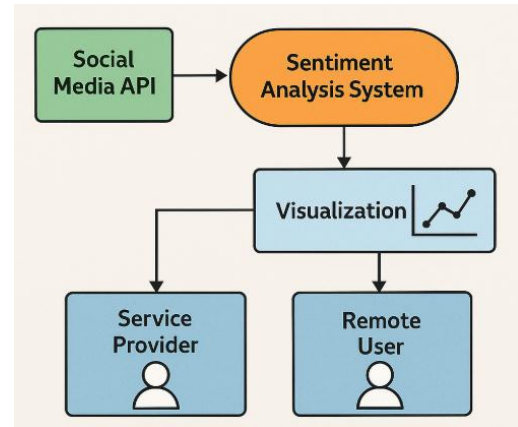 Social
Media API
Sentiment
Analysis System
Visualization
Service
Provider
Remote
User